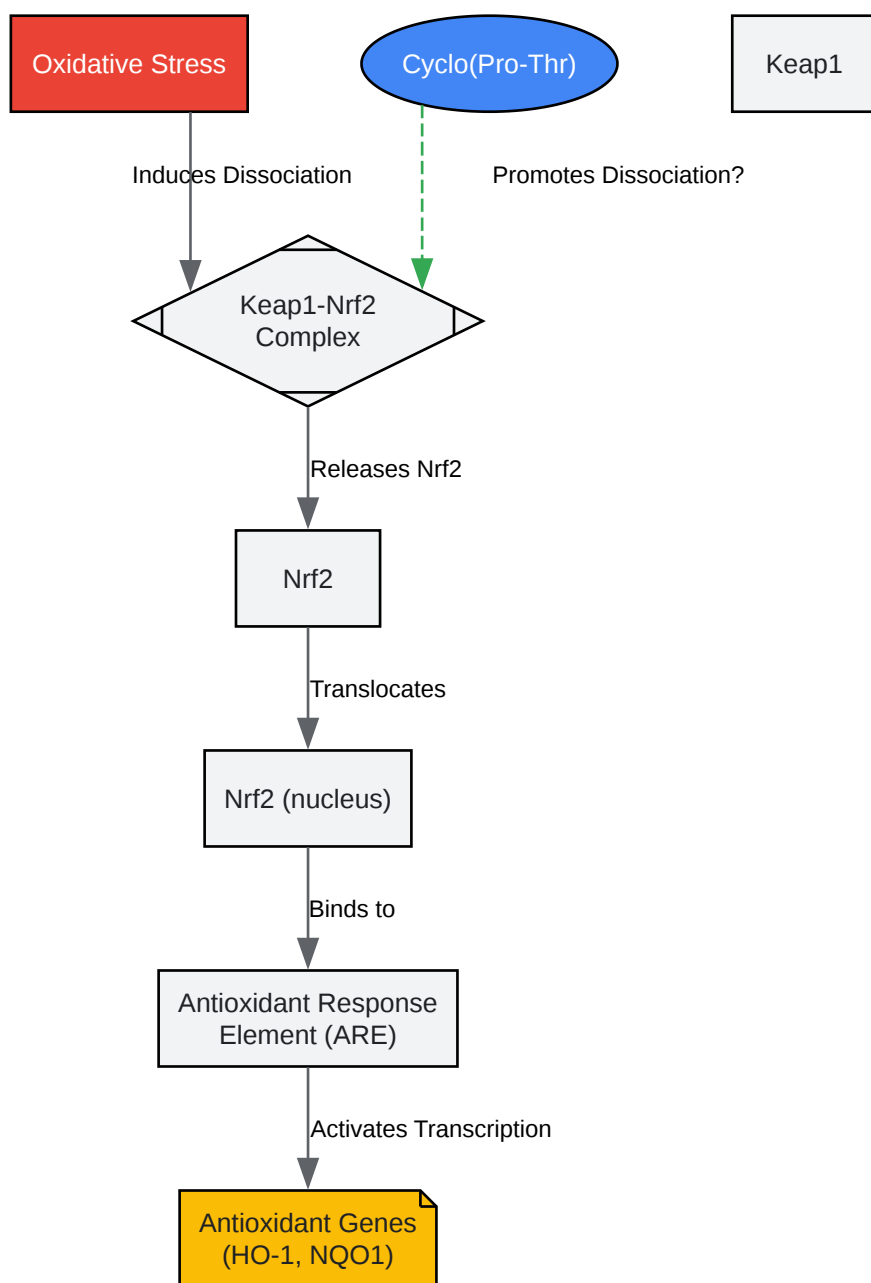 Oxidative Stress
Cyclo(Pro-Thr)
Keap1
Induces Dissociation
Promotes Dissociation?
Keap1-Nrf2
Complex
Releases Nrf2
Nrf2
Translocates
Nrf2 (nucleus)
Binds to
Antioxidant Response
Element (ARE)
Activates Transcription
Antioxidant Genes
(HO-1, NQO1)